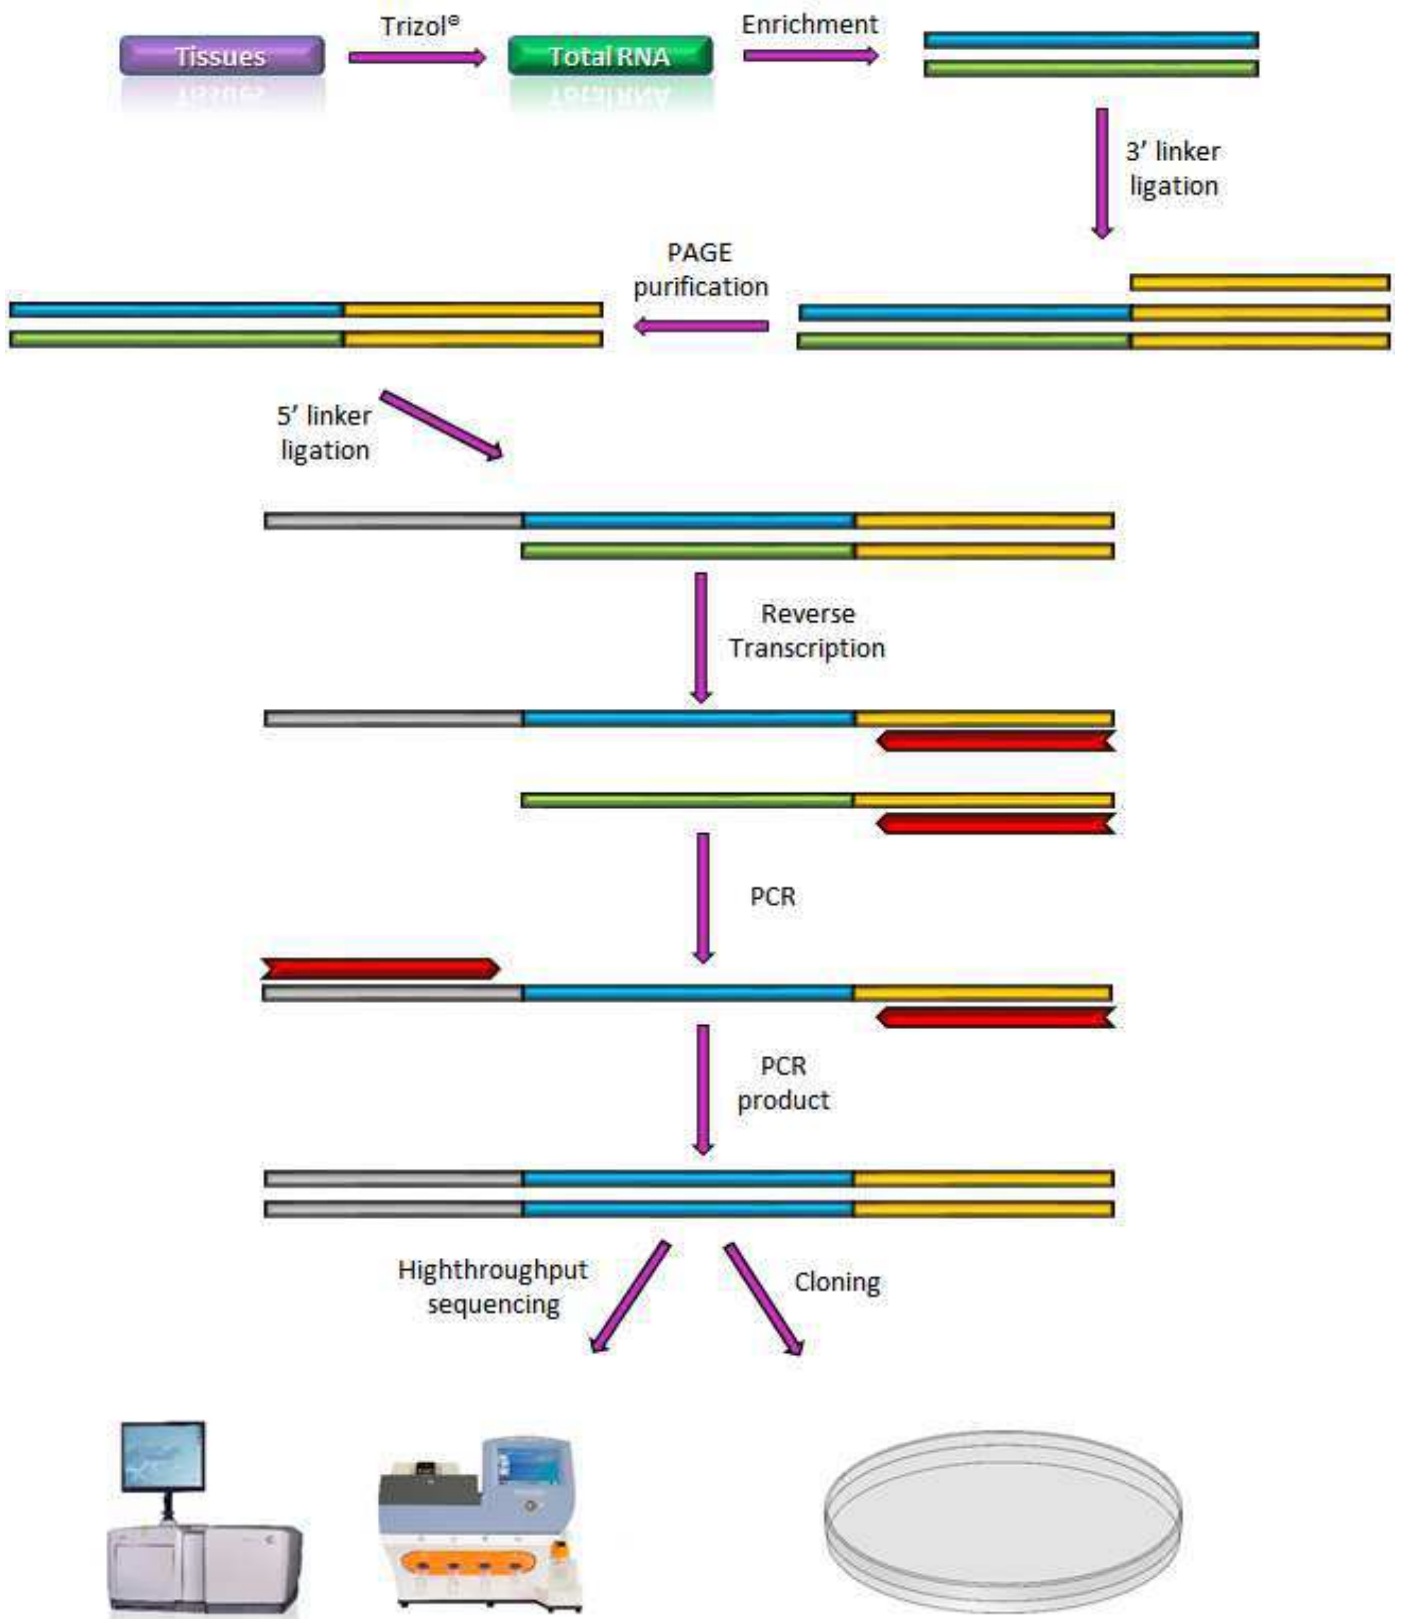 Trizol®
Enrichment
Tissues
Total RNA
3’ linker
ligation
PAGE
purification
5’ linker
ligation
Reverse
Transcription
PCR
PCR
product
Highthroughput
sequencing
Cloning